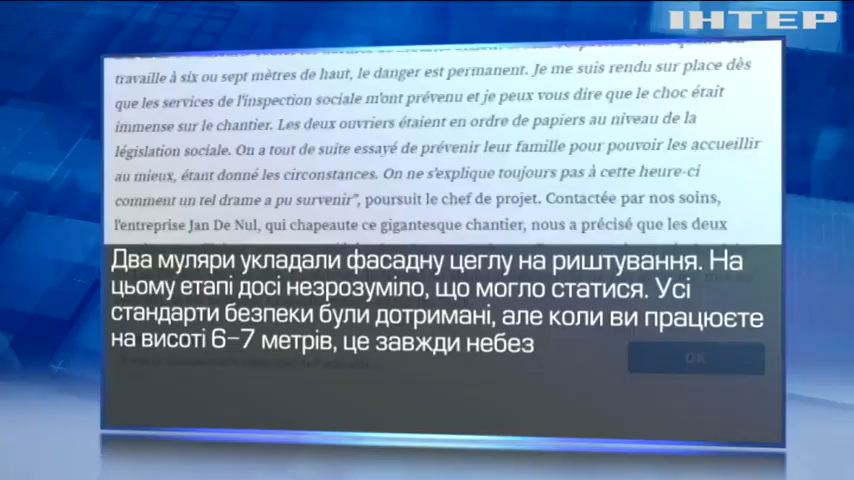 ІНТЕР
travaille à six ou sept mètres de haut, le danger est permanent. Je me suis rendu sur place dès
que les services de l'inspection sociale m'ont prévenu et je peux vous dire que le choc était
immense sur le chantier. Les deux ouvriers étaient en ordre de papiers au niveau de la
législation sociale. On a tout de suite essayé de prévenir leur famille pour pouvoir les accueillir
au mieux, étant donné les circonstances. On ne s'explique toujours pas à cette heure-ci
comment un tel drame a pu survenir", poursuit le chef de projet. Contactée par nos soins,
l'entreprise Jan De Nul, qui chapeaute ce gigantesque chantier, nous a précisé que les deux
Два муляри укладали фасадну цеглу на риштування. На
цьому етапі досі незрозуміло, що могло статися. Усі
стандарти безпеки були дотримані, але коли ви працюєте
на висоті 6–7 метрів, це завжди небез
OK